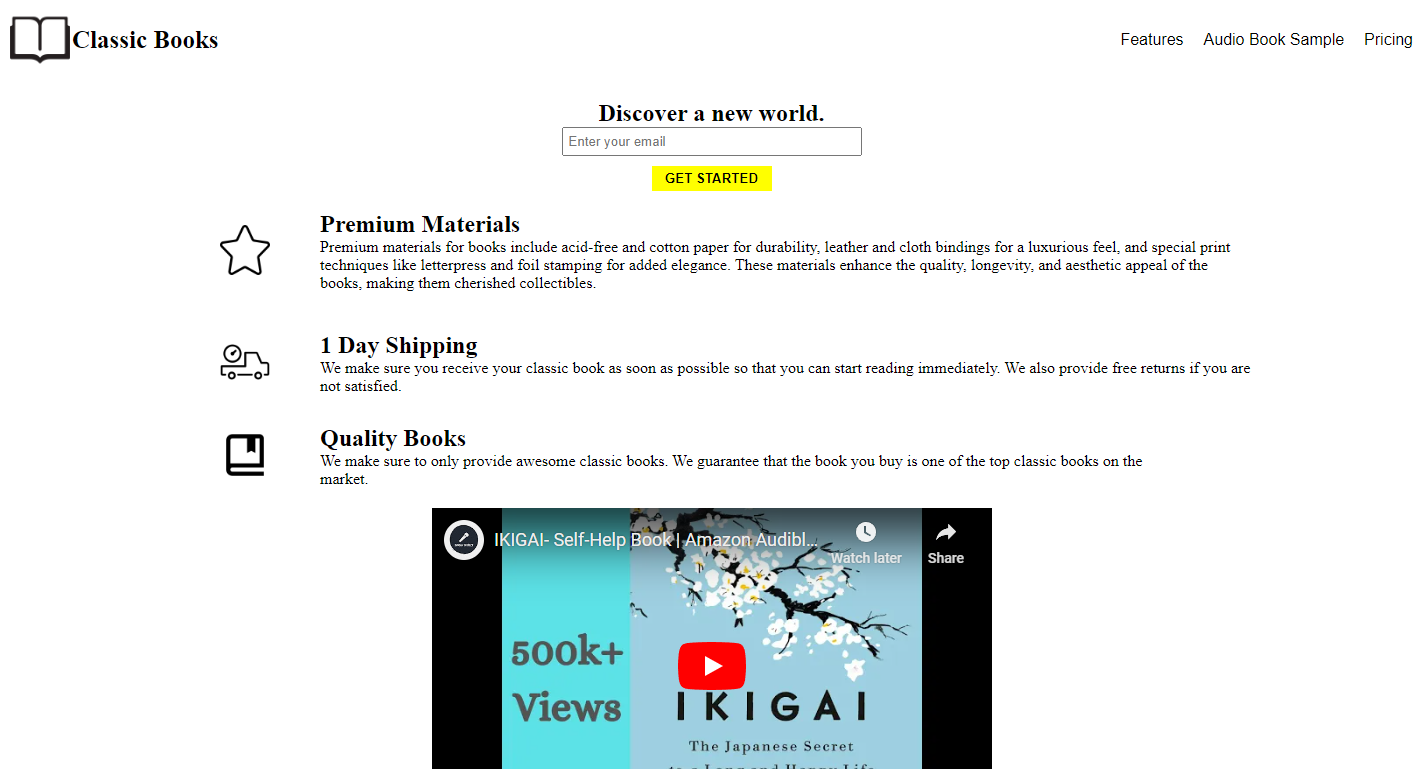 Classic Books
Features Audio Book Sample Pricing
Discover a new world.
Enter your email
GET STARTED
Premium Materials
Premium materials for books include acid-free and cotton paper for durability, leather and cloth bindings for a luxurious feel, and special print
techniques like letterpress and foil stamping for added elegance. These materials enhance the quality, longevity, and aesthetic appeal of the
books, making them cherished collectibles.
1 Day Shipping
We make sure you receive your classic book as soon as possible so that you can start reading immediately. We also provide free returns if you are
not satisfied.
Quality Books
We make sure to only provide awesome classic books. We guarantee that the book you buy is one of the top classic books on the
market.
IKIGAI- Self-Help Book | Amazon Audibl...
Watch later
Share
500k+
Views
IKIGAI
The Japanese Secret
to a Long and Happy Life